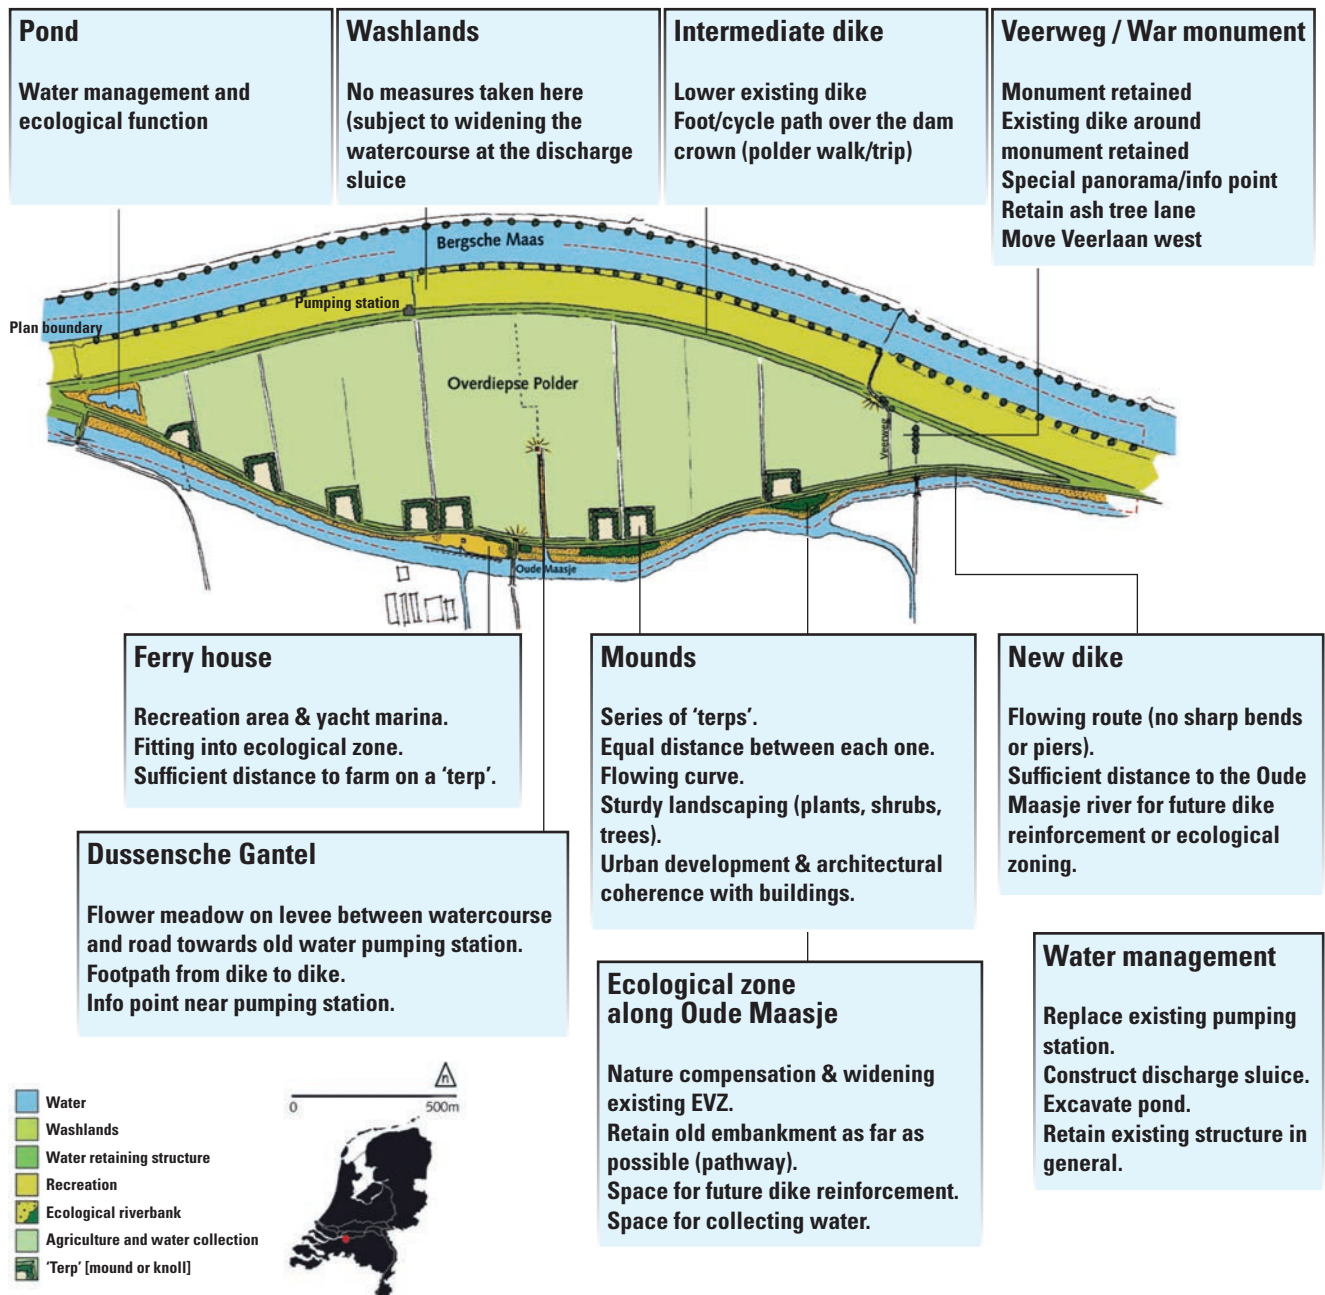 Pond
Water management and
ecological function
Washlands
No measures taken here
(subject to widening the
watercourse at the discharge
sluice
Intermediate dike
Lower existing dike
Foot/cycle path over the dam
crown (polder walk/trip)
Veerweg / War monument
Monument retained
Existing dike around
monument retained
Special panorama/info point
Retain ash tree lane
Move Veerlaan west
Bergsche Maas
Pumping station
Plan boundary
Overdiepse Polder
Veerweg
Oude Maasje
Ferry house
Recreation area & yacht marina.
Fitting into ecological zone.
Sufficient distance to farm on a ‘terp’.
Mounds
Series of ‘terps’.
Equal distance between each one.
Flowing curve.
Sturdy landscaping (plants, shrubs,
trees).
Urban development & architectural
coherence with buildings.
New dike
Flowing route (no sharp bends
or piers).
Sufficient distance to the Oude
Maasje river for future dike
reinforcement or ecological
zoning.
Dussensche Gantel
Flower meadow on levee between watercourse
and road towards old water pumping station.
Footpath from dike to dike.
Info point near pumping station.
Ecological zone
along Oude Maasje
Nature compensation & widening
existing EVZ.
Retain old embankment as far as
possible (pathway).
Space for future dike reinforcement.
Space for collecting water.
Water management
Replace existing pumping
station.
Construct discharge sluice.
Excavate pond.
Retain existing structure in
general.
Water
Washlands
Water retaining structure
Recreation
Ecological riverbank
Agriculture and water collection
‘Terp’ [mound or knoll]
n
0 500m